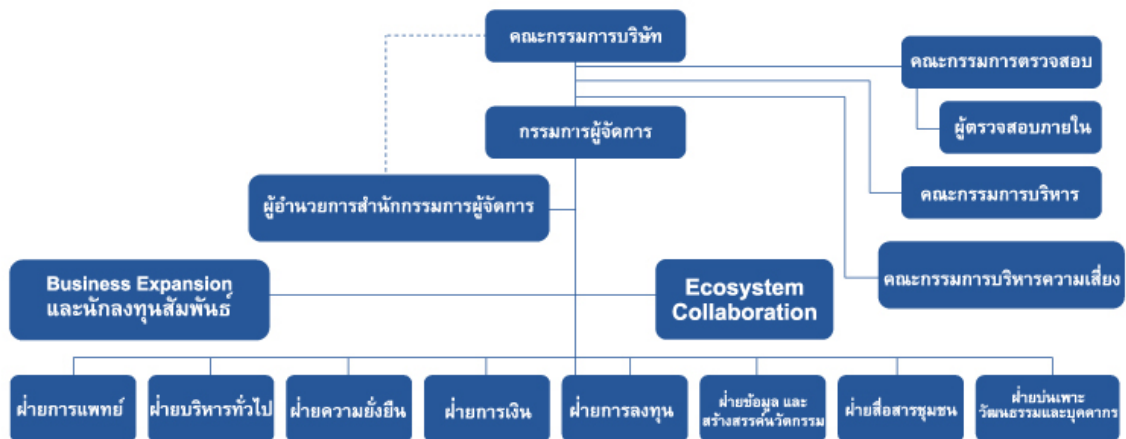 คณะกรรมการบริษัท
คณะกรรมการตรวจสอบ
ผู้ตรวจสอบภายใน
กรรมการผู้จัดการ
ผู้อำนวยการสำนักกรรมการผู้จัดการ
คณะกรรมการบริหาร
คณะกรรมการบริหารความเสี่ยง
Business Expansion
และนักลงทุนสัมพันธ์
Ecosystem
Collaboration
ฝ่ายการแพทย์
ฝ่ายบริหารทั่วไป
ฝ่ายความยั่งยืน
ฝ่ายการเงิน
ฝ่ายการลงทุน
ฝ่ายข้อมูล และ
สร้างสรรค์นวัตกรรม
ฝ่ายสื่อสารชุมชน
ฝ่ายบ่มเพาะ
วัฒนธรรมและบุคคากร